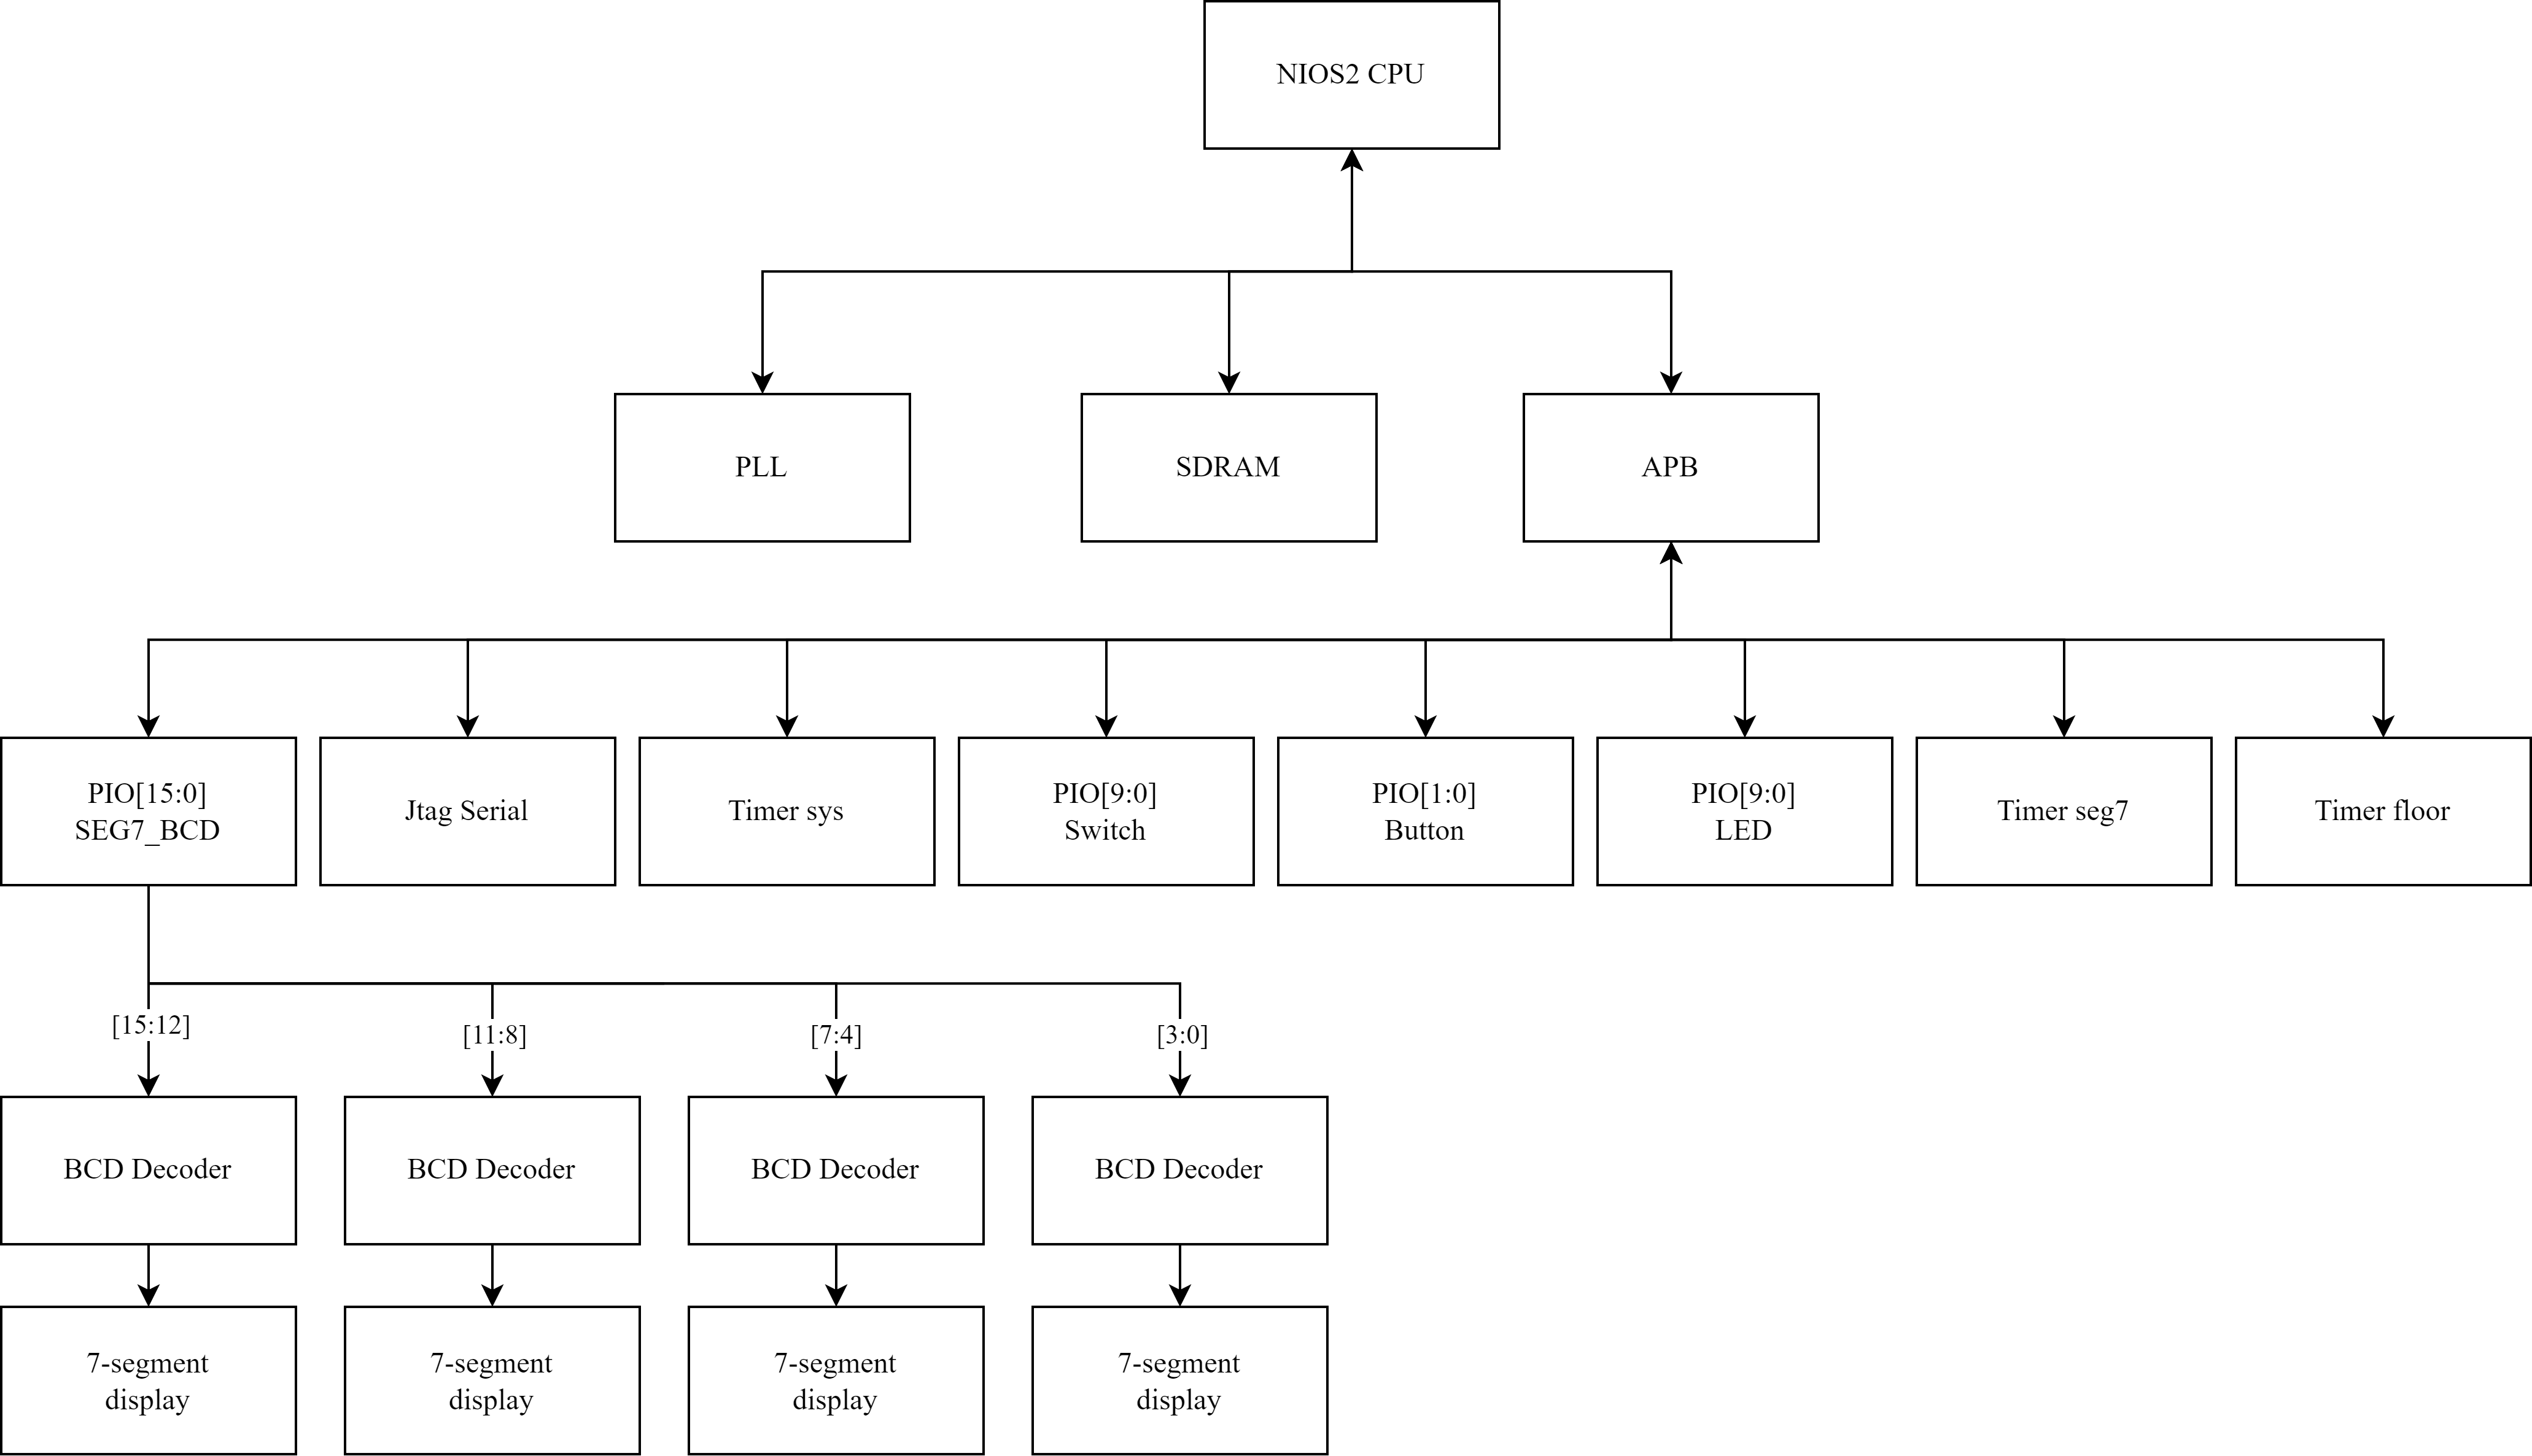 NIOS2 CPU
PLL
SDRAM
APB
PIO[15:0]
SEG7_BCD
Jtag Serial
Timer sys
PIO[9:0]
Switch
PIO[1:0]
Button
PIO[9:0]
LED
Timer seg7
Timer floor
[15:12]
[11:8]
[7:4]
[3:0]
BCD Decoder
BCD Decoder
BCD Decoder
BCD Decoder
7-segment
display
7-segment
display
7-segment
display
7-segment
display